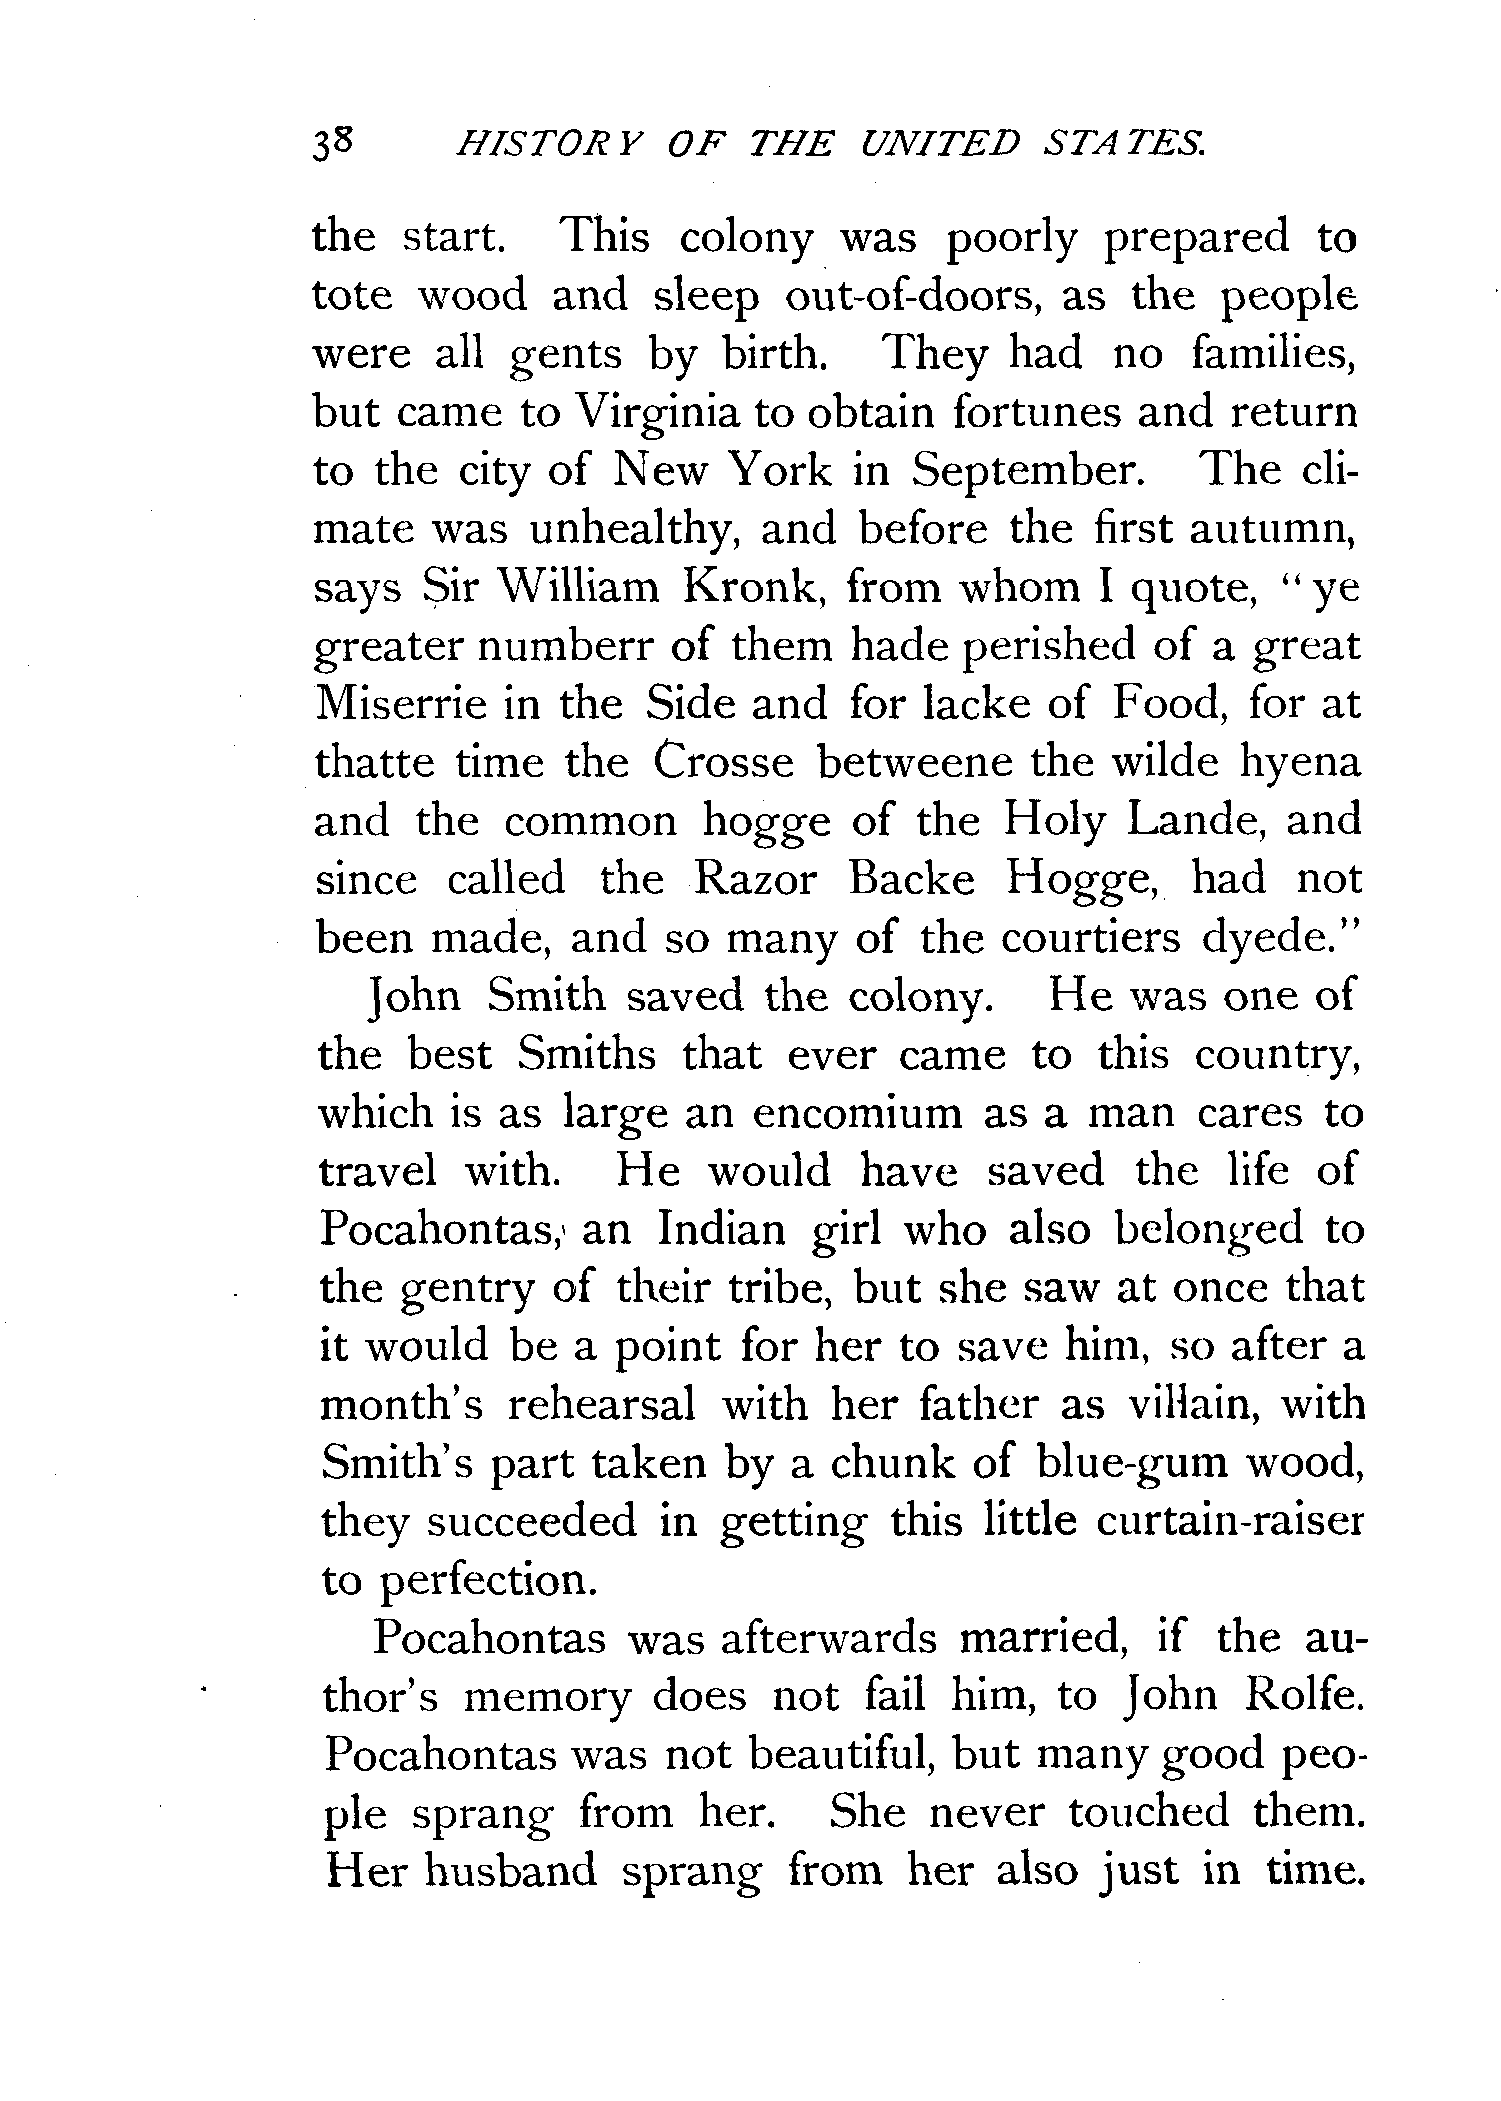 38 HISTORY OF THE UNITED STATES.
the start. This colony was poorly prepared to
tote wood and sleep out-of-doors, as the people
were all gents by birth. They had no families,
but came to Virginia to obtain fortunes and return
to the city of New York in September. The cli-
mate was unhealthy, and before the first autumn,
says Sir William Kronk, from whom I quote, “ ye
greater numberr of them hade perished of a great
Miserrie in the Side and for lacke of Food, for at
thatte time the Crosse betweene the wilde hyena
and the common hogge of the Holy Lande, and
since called the Razor Backe Hogge, had not
been made, and so many of the courtiers dyede.”
John Smith saved the colony. He was one of
the best Smiths that ever came to this country,
which is as large an encomium as a man cares to
travel with. He would have saved the life of
Pocahontas, an Indian girl who also belonged to
the gentry of their tribe, but she saw at once that
it would be a point for her to save him, so after a
month's rehearsal with her father as villain, with
Smith's part taken by a chunk of blue-gum wood,
they succeeded in getting this little curtain-raiser
to perfection.
Pocahontas was afterwards married, if the au-
thor's memory does not fail him, to John Rolfe.
Pocahontas was not beautiful, but many good peo-
ple sprang from her. She never touched them.
Her husband sprang from her also just in time.